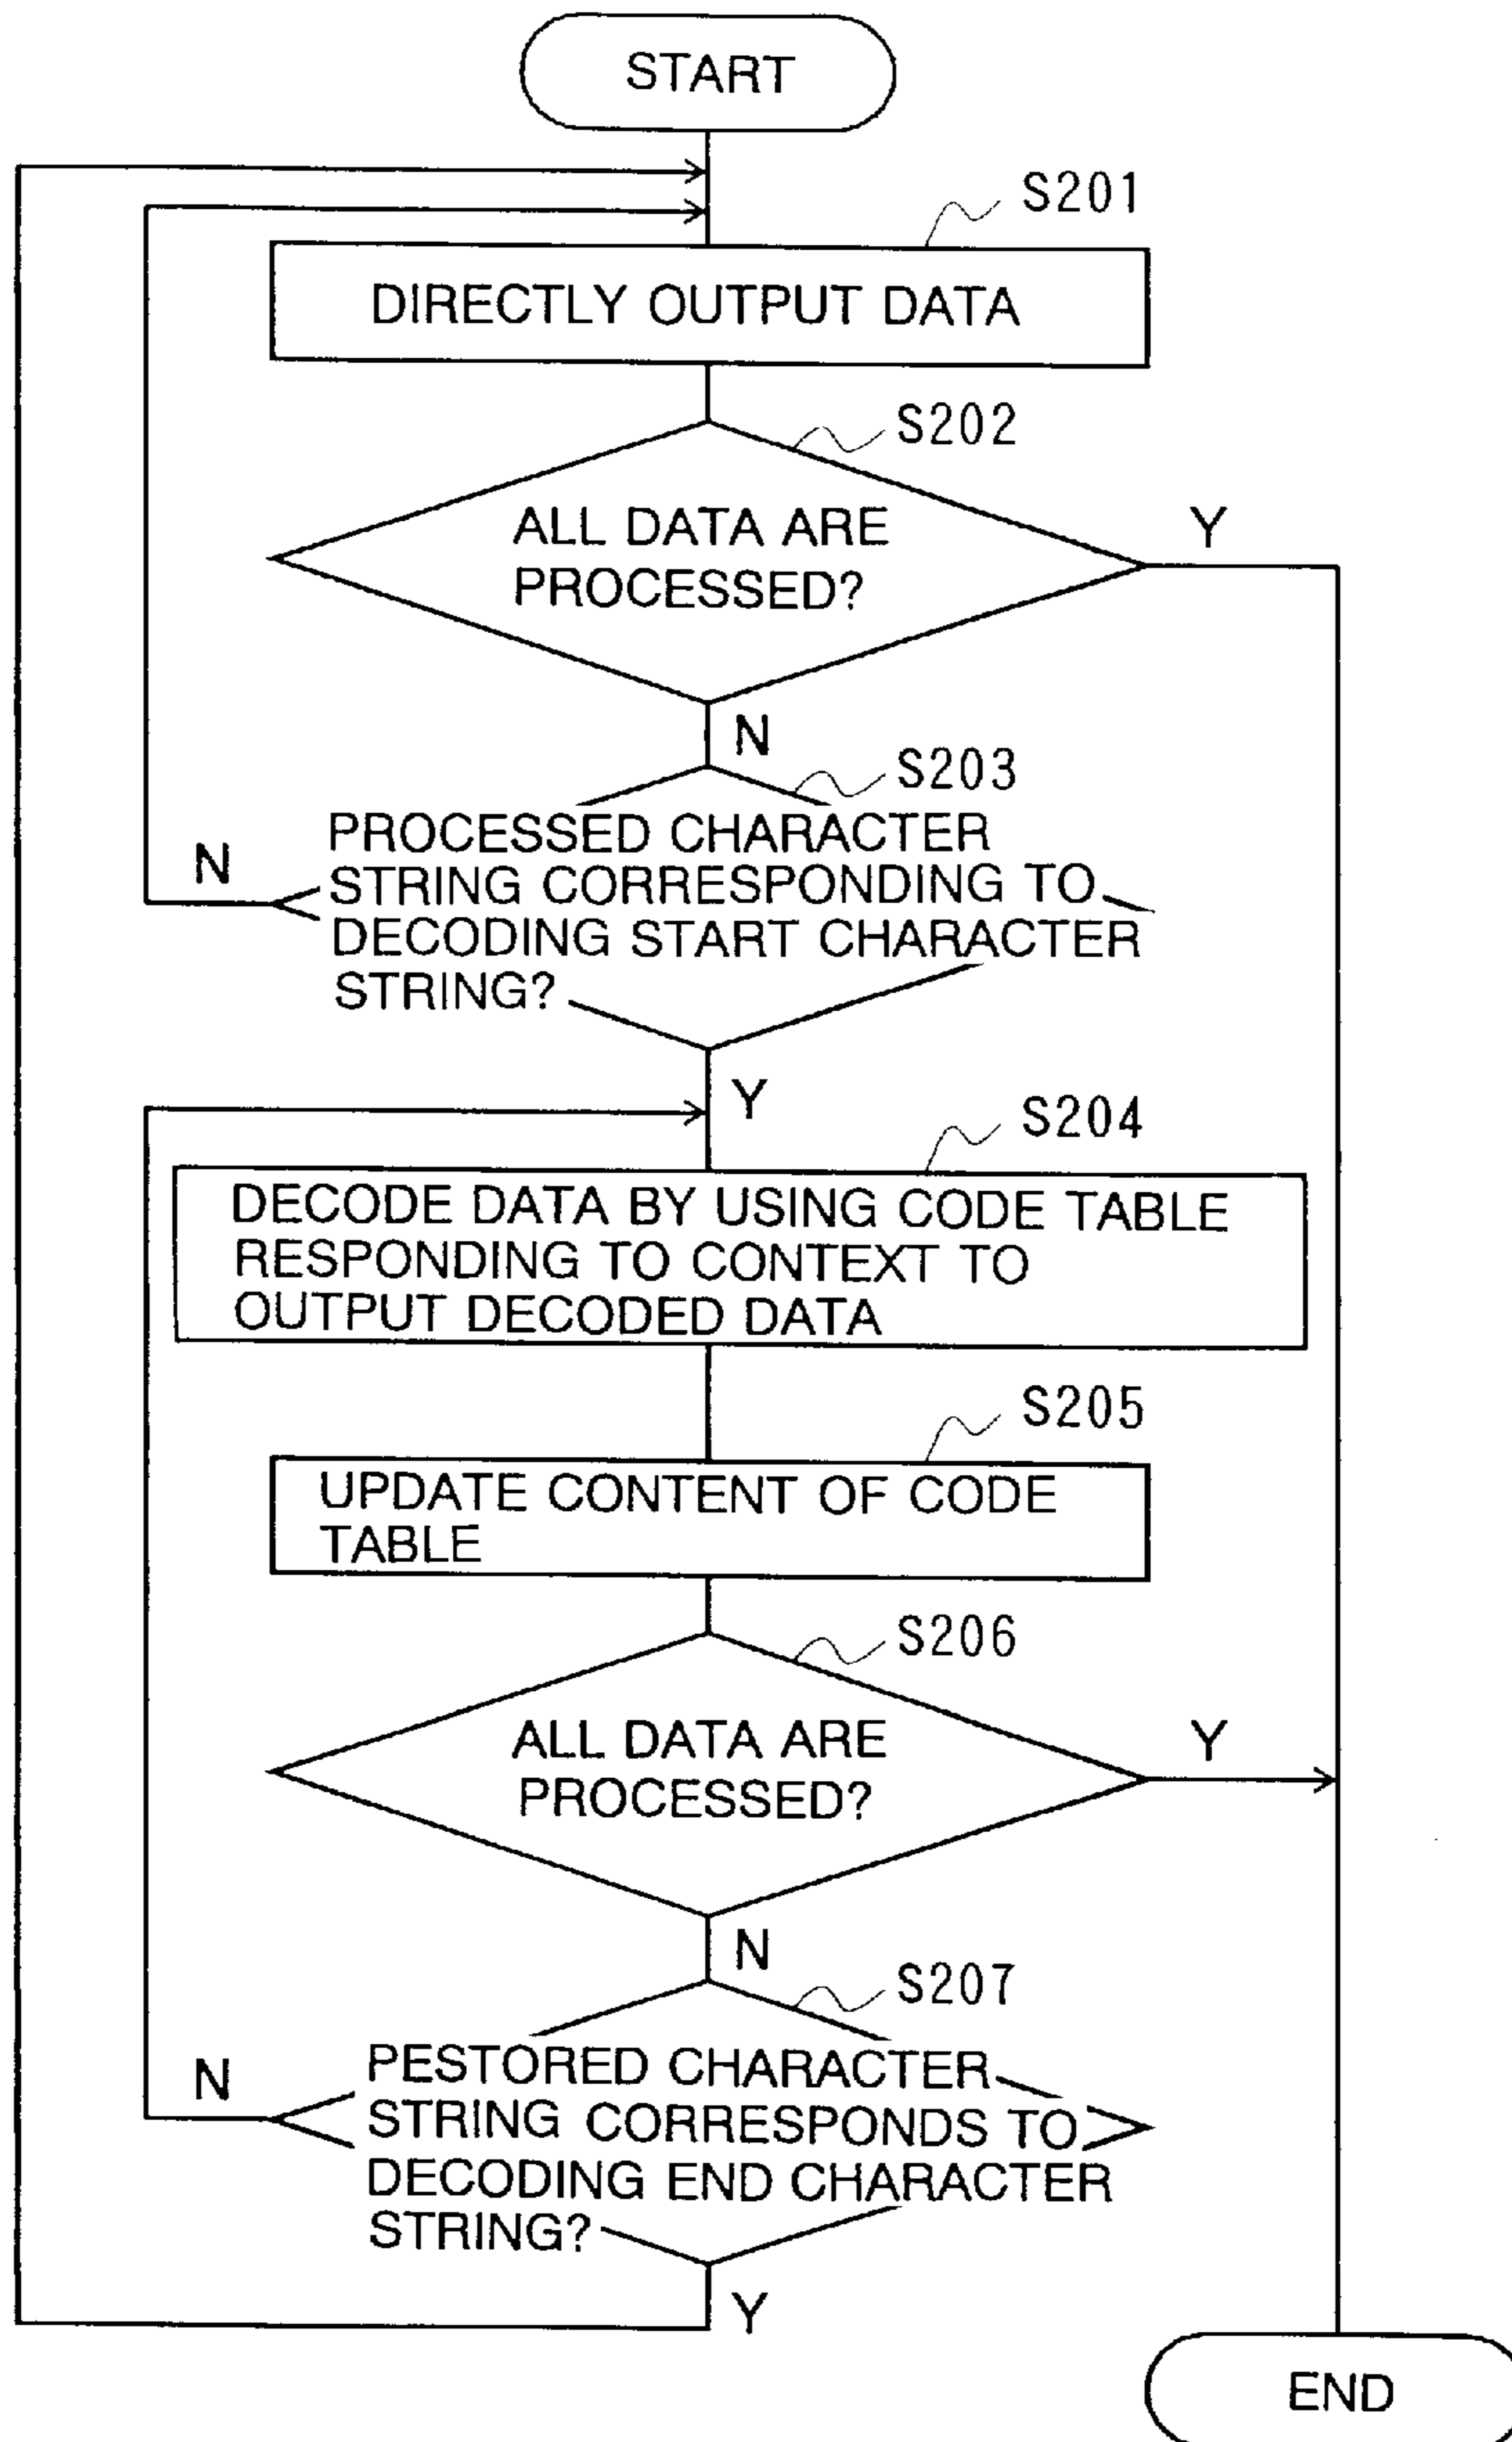 START
S201
DIRECTLY OUTPUT DATA
S202
ALL DATA ARE
PROCESSED?
Y
N
S203
PROCESSED CHARACTER
STRING CORRESPONDING TO
DECODING START CHARACTER
STRING?
N
Y
S204
DECODE DATA BY USING CODE TABLE
RESPONDING TO CONTEXT TO
OUTPUT DECODED DATA
S205
UPDATE CONTENT OF CODE
TABLE
S206
ALL DATA ARE
PROCESSED?
Y
N
S207
PESTORED CHARACTER
STRING CORRESPONDS TO
DECODING END CHARACTER
STRING?
N
Y
END